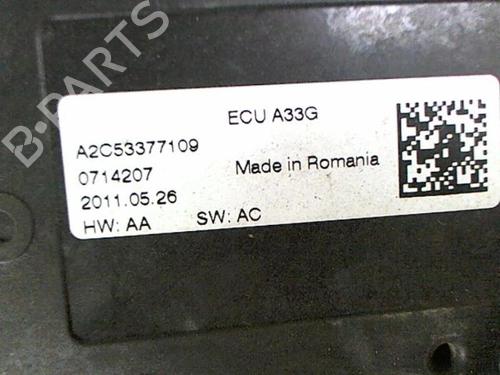 B-PARTS
ECU A33G
A2C53377109
0714207
Made in Romania
2011.05.26
HW: AA SW: AC